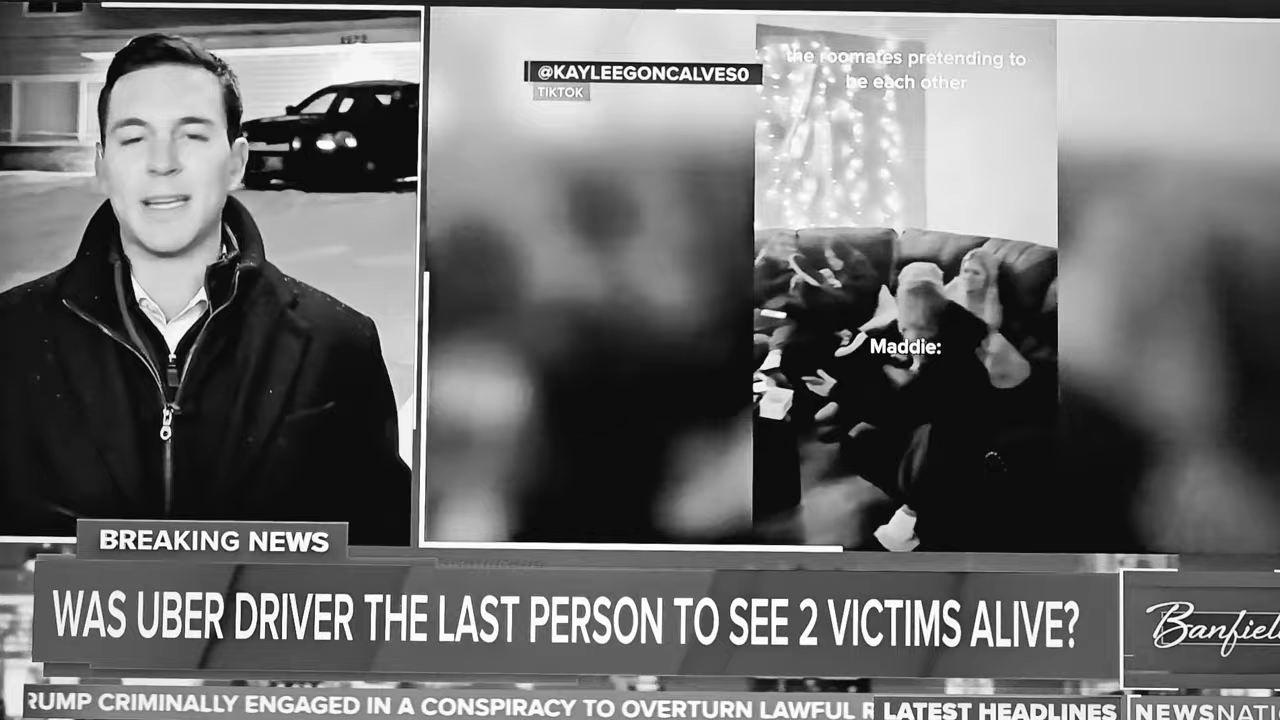 @KAYLEEGONCALVES0
TIKTOK
the roomates pretending to
be each other
Maddie:
BREAKING NEWS
WAS UBER DRIVER THE LAST PERSON TO SEE 2 VICTIMS ALIVE?
Banfiel
RUMP CRIMINALLY ENGAGED IN A CONSPIRACY TO OVERTURN LAWFUL
LATEST HEADLINES
NEWSNATI